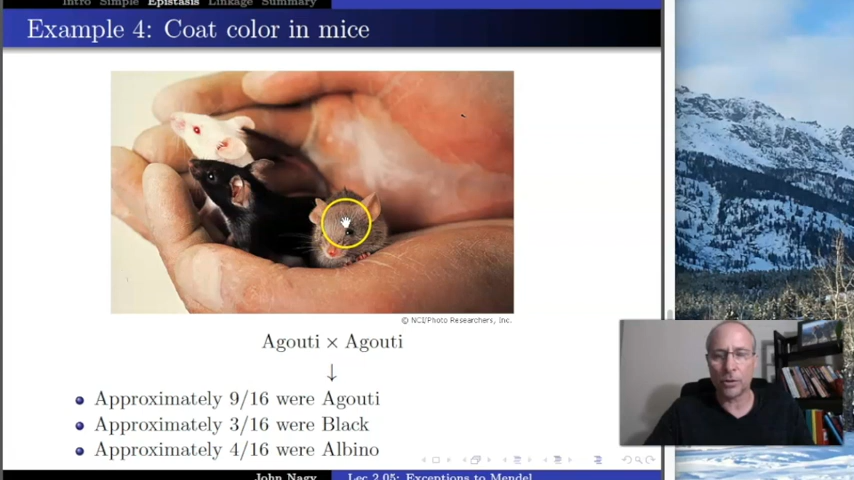 Intro Simple Epistasis Linkage Summary
Example 4: Coat color in mice
© NCI/Photo Researchers, Inc.
Agouti × Agouti
↓
Approximately 9/16 were Agouti
Approximately 3/16 were Black
Approximately 4/16 were Albino
John Nagy Lec 2.05: Exceptions to Mendel